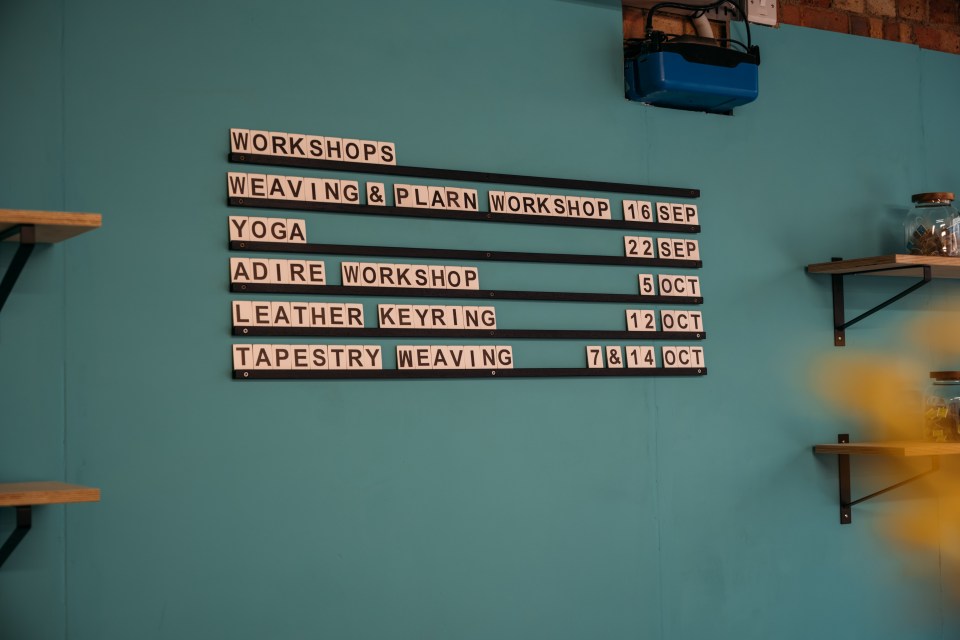 WORKSHOPS
WEAVING & PLARN WORKSHOP 16 SEP
YOGA 22 SEP
ADIRE WORKSHOP 5 OCT
LEATHER KEYRING 12 OCT
TAPESTRY WEAVING 7 & 14 OCT